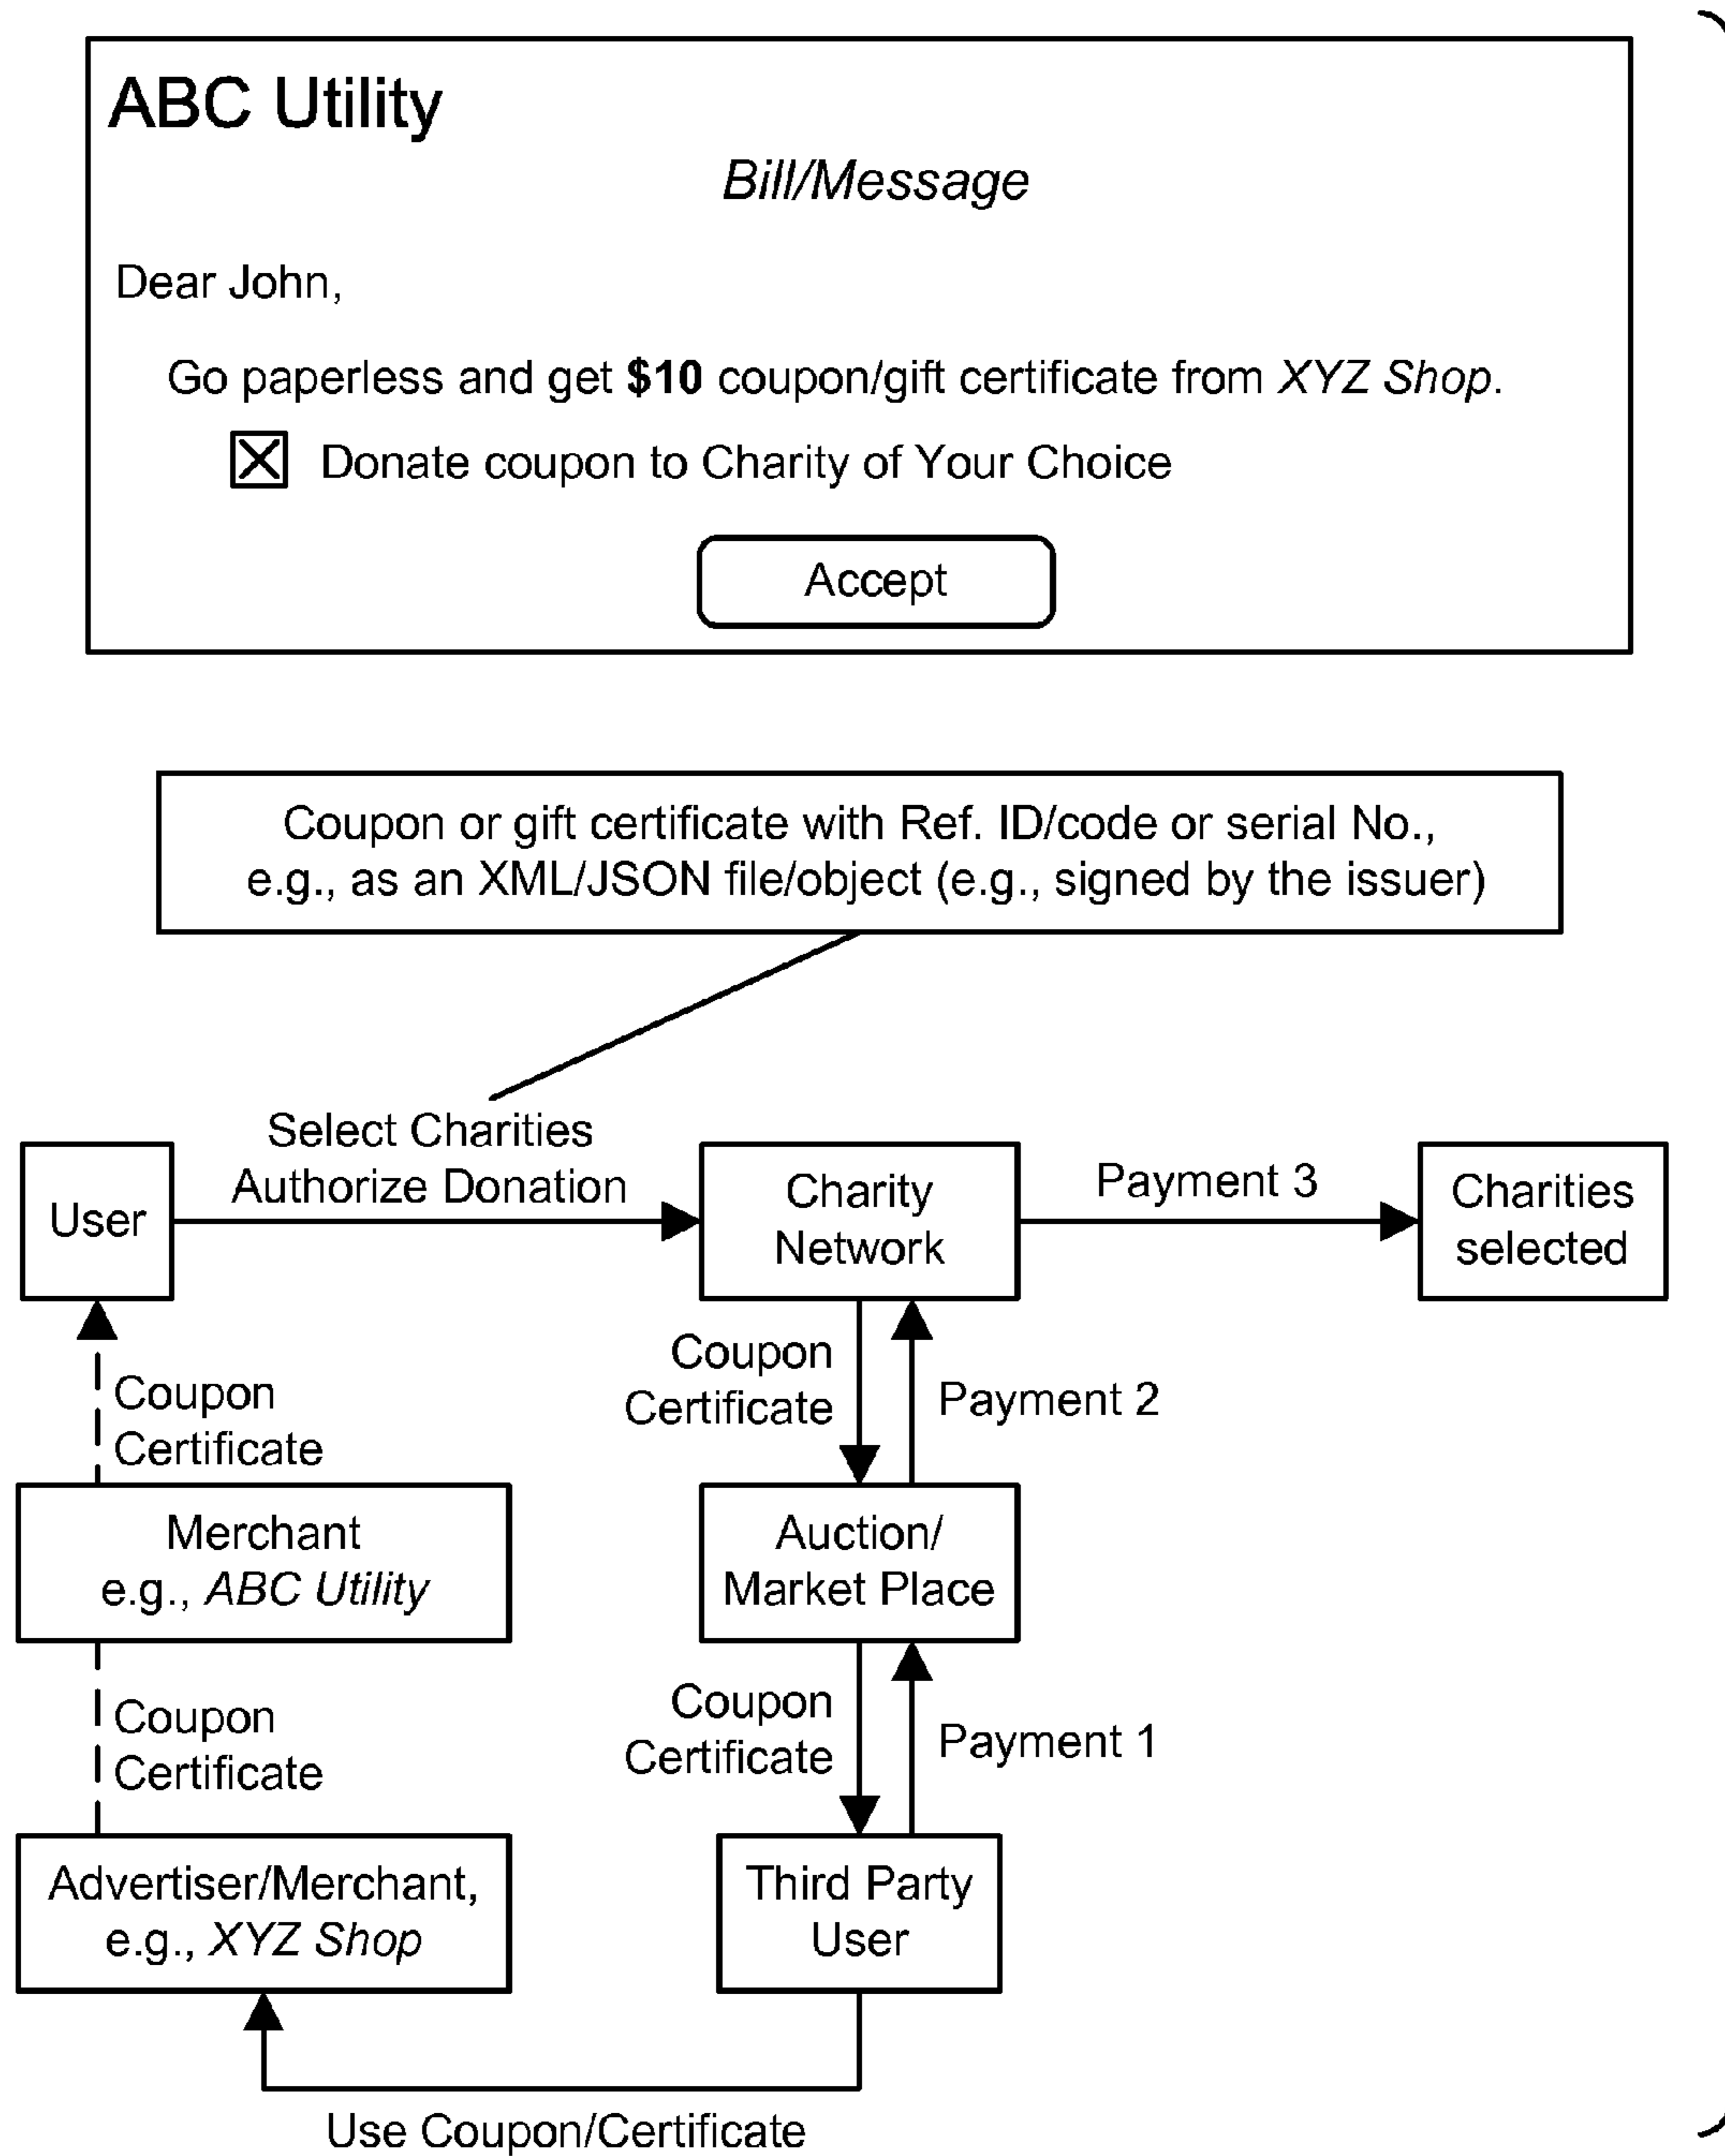 ABC Utility
Bill/Message
Dear John,
Go paperless and get $10 coupon/gift certificate from XYZ Shop.
Donate coupon to Charity of Your Choice
Accept
Coupon or gift certificate with Ref. ID/code or serial No.,
e.g., as an XML/JSON file/object (e.g., signed by the issuer)
Select Charities
Authorize Donation
User
Charity
Network
Payment 3
Charities
selected
Coupon
Certificate
Coupon
Certificate
Payment 2
Merchant
e.g., ABC Utility
Auction/
Market Place
Coupon
Certificate
Coupon
Certificate
Payment 1
Advertiser/Merchant,
e.g., XYZ Shop
Third Party
User
Use Coupon/Certificate